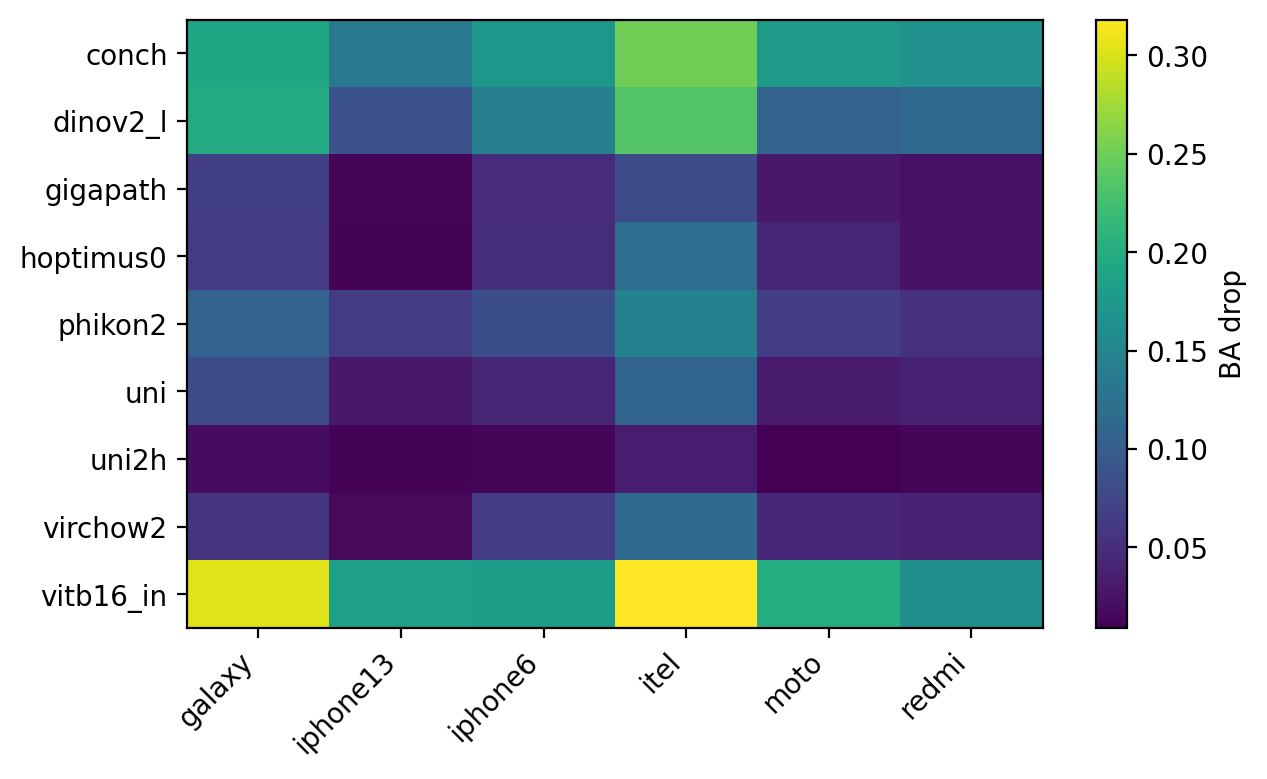 conch
dinov2_l
gigapath
hoptimus0
phikon2
uni
uni2h
virchow2
vitb16_in
galaxy
iphone13
iphone6
itel
moto
redmi
0.30
0.25
0.20
0.15
0.10
0.05
BA drop